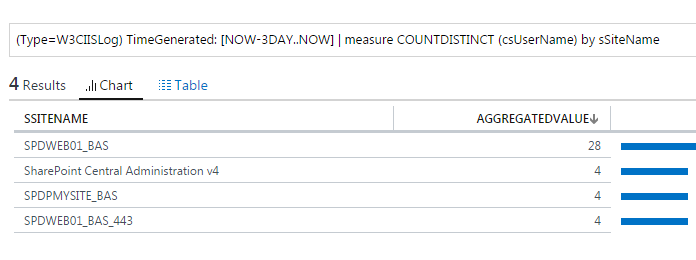 (Type=W3CIISLog) TimeGenerated: [NOW-3DAY..NOW] | measure COUNTDISTINCT (csUserName) by sSiteName
4 Results Chart Table
SSITENAME AGGREGATEDVALUE↓
SPDWEB01_BAS 28
SharePoint Central Administration v4 4
SPDPMYSITE_BAS 4
SPDWEB01_BAS_443 4